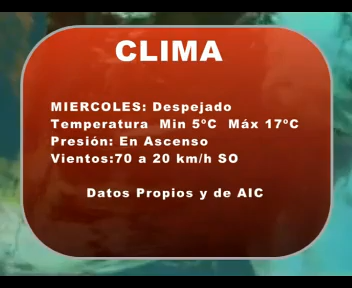 CLIMA
MIERCOLES: Despejado
Temperatura Min 5ºC Máx 17ºC
Presión: En Ascenso
Vientos:70 a 20 km/h SO
Datos Propios y de AIC